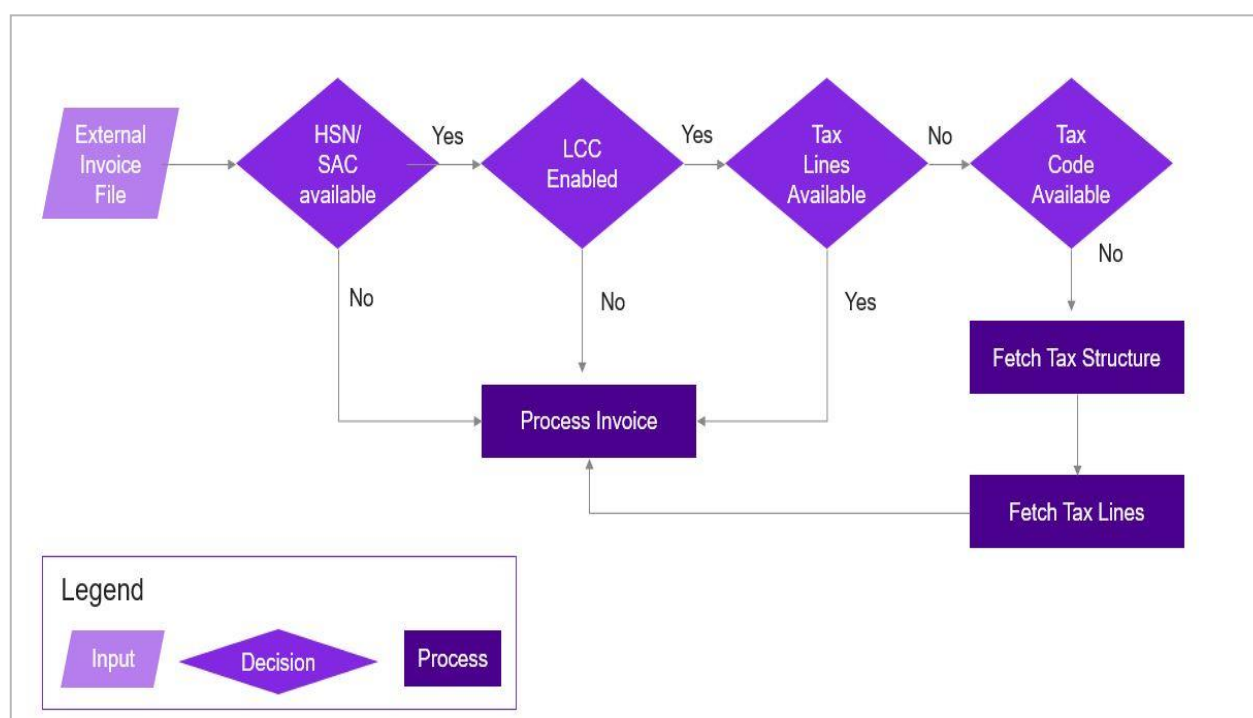 External
Invoice
File
HSN/
SAC
available
Yes
LCC
Enabled
Yes
Tax
Lines
Available
No
Tax
Code
Available
No
No
Yes
No
Fetch Tax Structure
Process Invoice
Fetch Tax Lines
Legend
Input
Decision
Process